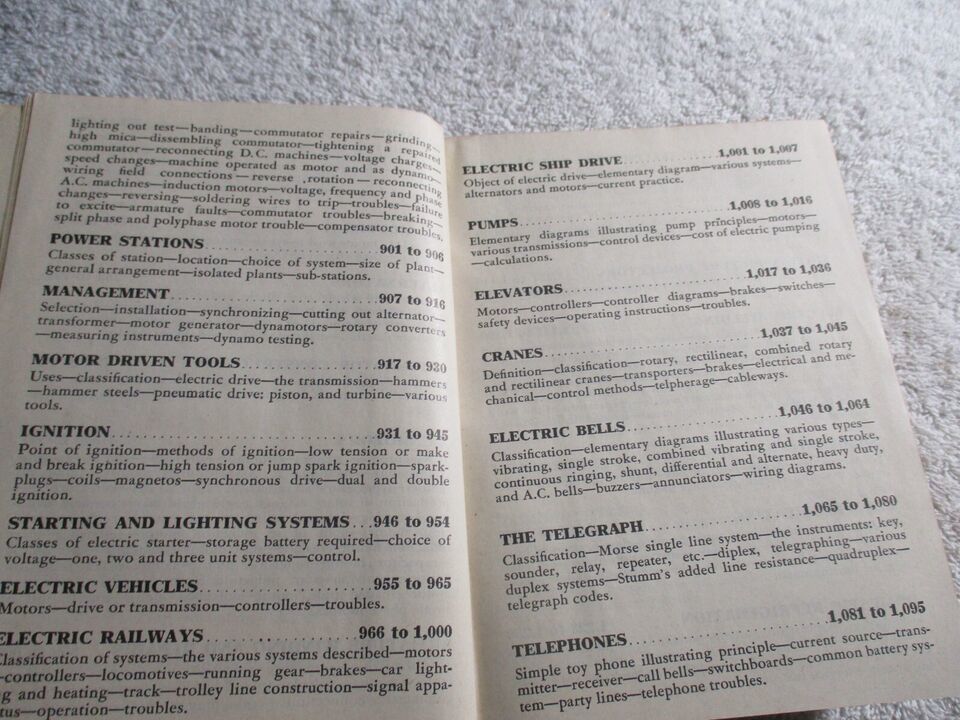 lighting out test—banding—commutator repairs—grinding—
high mica—dissembling commutator—tightening a repaired
commutator—reconnecting D.C. machines—voltage charges—
speed changes—machine operated as motor and as dynamo—
wiring field connections—reverse ,rotation—reconnecting
A.C. machines—induction motors—voltage, frequency and phase
changes—reversing—soldering wires to trip—troubles—failure
to excite—armature faults—commutator troubles—breaking—
split phase and polyphase motor trouble—compensator troubles.
POWER STATIONS 901 to 906
Classes of station—location—choice of system—size of plant—
general arrangement—isolated plants—sub-stations.
MANAGEMENT 907 to 916
Selection—installation—synchronizing—cutting out alternator—
transformer—motor generator—dynamotors—rotary converters
—measuring instruments—dynamo testing.
MOTOR DRIVEN TOOLS 917 to 930
Uses—classification—electric drive—the transmission—hammers
—hammer steels—pneumatic drive: piston, and turbine—various
tools.
IGNITION 931 to 945
Point of ignition—methods of ignition—low tension or make
and break ignition—high tension or jump spark ignition—spark-
plugs—coils—magnetos—synchronous drive—dual and double
ignition.
STARTING AND LIGHTING SYSTEMS 946 to 954
Classes of electric starter—storage battery required—choice of
voltage—one, two and three unit systems—control.
ELECTRIC VEHICLES 955 to 965
Motors—drive or transmission—controllers—troubles.
ELECTRIC RAILWAYS 966 to 1,000
Classification of systems—the various systems described—motors
—controllers—locomotives—running gear—brakes—car light-
ng and heating—track—trolley line construction—signal appa-
tus—operation—troubles.
ELECTRIC SHIP DRIVE 1,001 to 1,007
Object of electric drive—elementary diagram—various systems—
alternators and motors—current practice.
PUMPS 1,008 to 1,016
Elementary diagrams illustrating pump principles—motors—
various transmissions—control devices—cost of electric pumping
—calculations.
ELEVATORS 1,017 to 1,036
Motors—controllers—controller diagrams—brakes—switches—
safety devices—operating instructions—troubles.
CRANES 1,037 to 1,045
Definition—classification—rotary, rectilinear, combined rotary
and rectilinear cranes—transporters—brakes—electrical and me-
chanical—control methods—telpherage—cableways.
ELECTRIC BELLS 1,046 to 1,064
Classification—elementary diagrams illustrating various types—
vibrating, single stroke, combined vibrating and single stroke,
continuous ringing, shunt, differential and alternate, heavy duty,
and A.C. bells—buzzers—annunciators—wiring diagrams.
THE TELEGRAPH 1,065 to 1,080
Classification—Morse single line system—the instruments: key,
sounder, relay, repeater, etc.—diplex, telegraphing—various
duplex systems—Stumm's added line resistance—quadruplex—
telegraph codes.
TELEPHONES 1,081 to 1,095
Simple toy phone illustrating principle—current source—trans-
mitter—receiver—call bells—switchboards—common battery sys-
tem—party lines—telephone troubles.